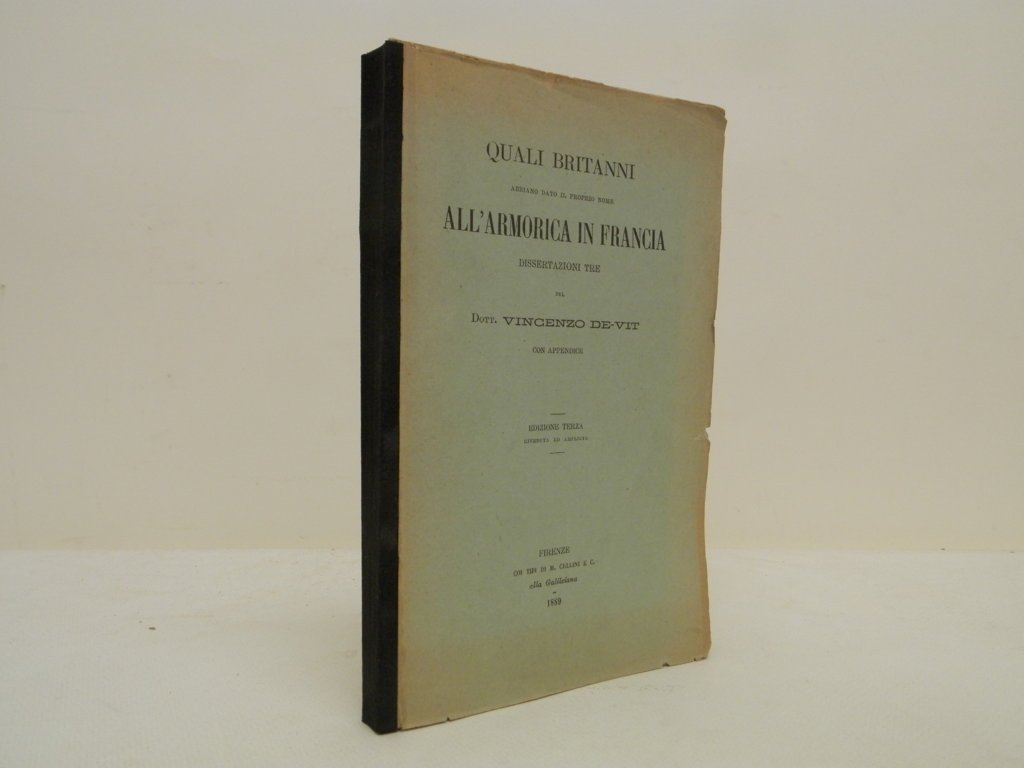 QUALI BRITANNI
ABBIANO DATO IL PROPRIO NOME
ALL'ARMORICA IN FRANCIA
DISSERTAZIONI TRE
DEL
DOTT. VINCENZO DE-VIT
CON APPENDICE
EDIZIONE TERZA
RIVEDUTA ED AMPLIATA
FIRENZE
COI TIPI DI M. CELLINI E C.
alla Galileiana
1889